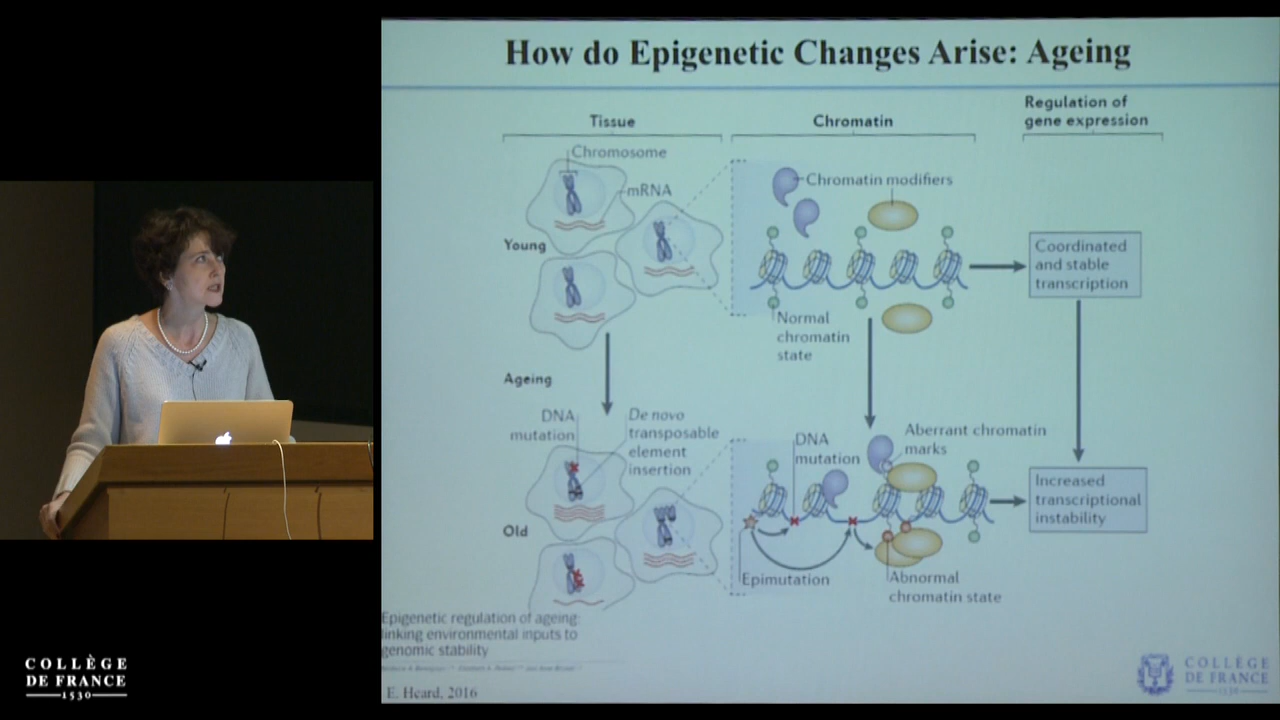 How do Epigenetic Changes Arise: Ageing
Tissue
Chromatin
Regulation of
gene expression
Chromosome
mRNA
Young
Chromatin modifiers
Normal
chromatin
state
Coordinated
and stable
transcription
Ageing
DNA
mutation
De novo
transposable
element
insertion
Old
DNA
mutation
Aberrant chromatin
marks
Epimutation
Abnormal
chromatin state
Increased
transcriptional
instability
Epigenetic regulation of ageing:
linking environmental inputs to
genomic stability
E. Heard, 2016
COLLÈGE
DE FRANCE
1530
COLLÈGE
DE FRANCE
1530